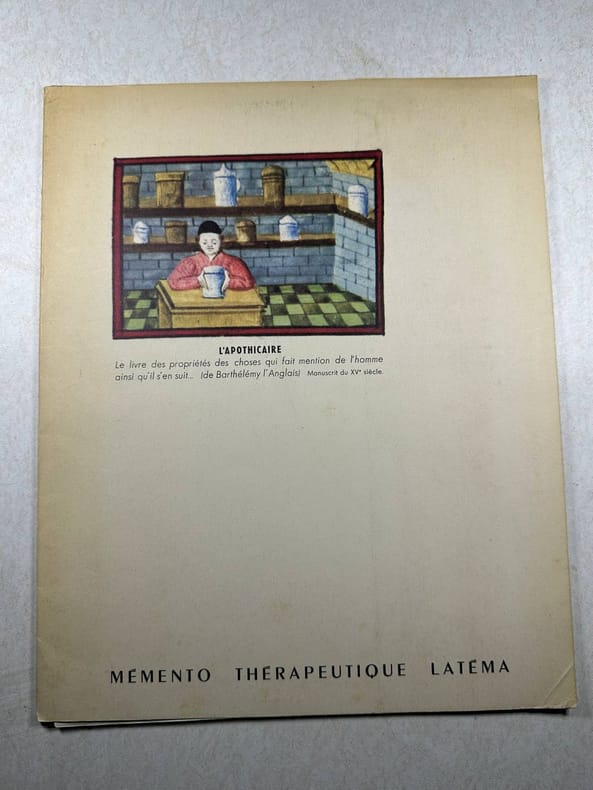 L'APOTHICAIRE
Le livre des propriétés des choses qui fait mention de l'homme
ainsi qu'il s'en suit... (de Barthélémy l'Anglais) Manuscrit du XVᵉ siècle.
MÉMENTO THÉRAPEUTIQUE LATÉMA